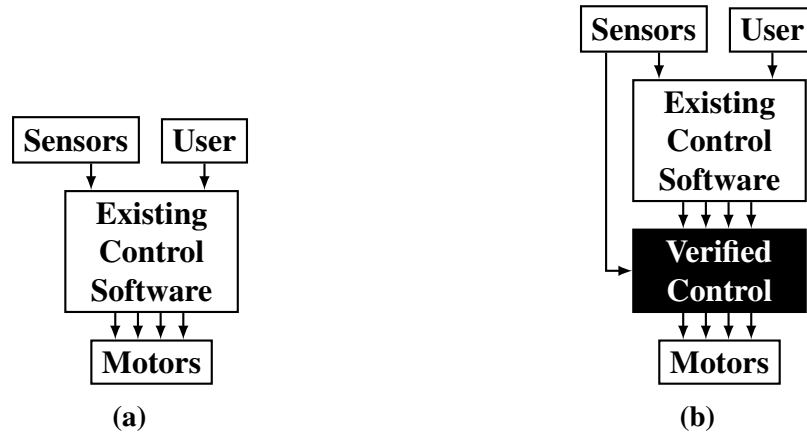 Sensors User
Existing
Control
Software
Motors
(a)
Sensors User
Existing
Control
Software
Verified
Control
Motors
(b)